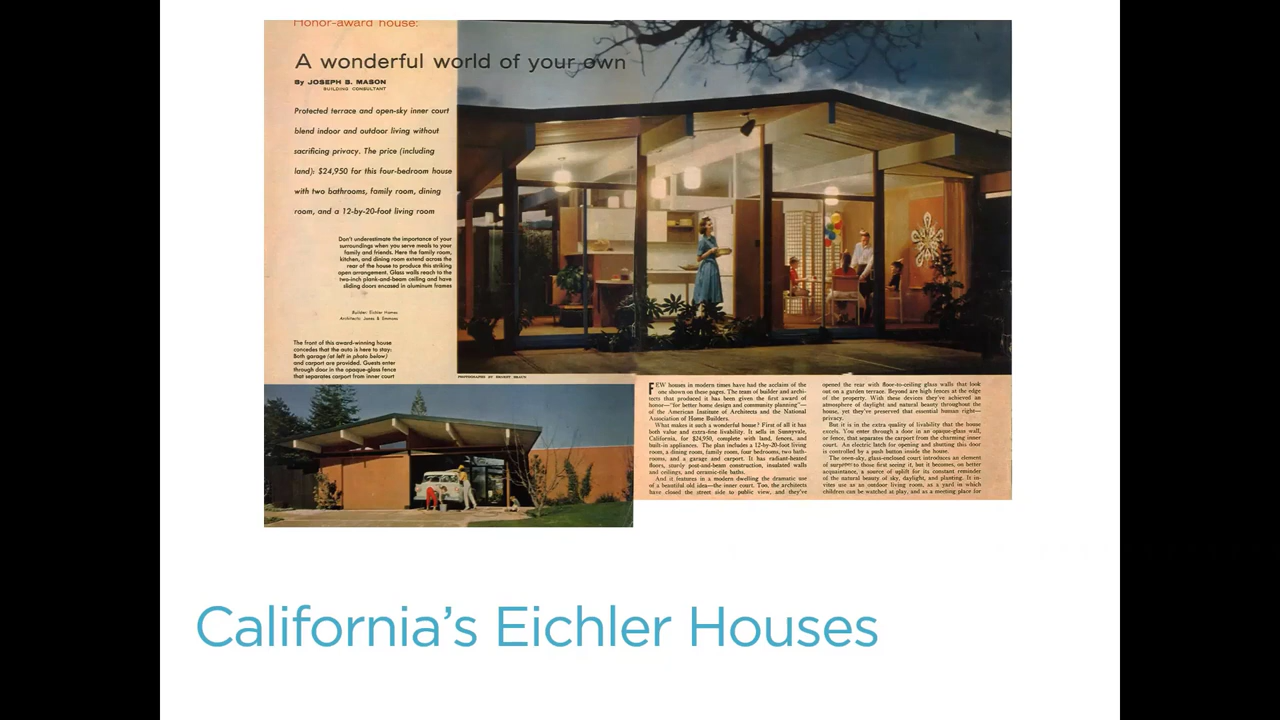 Honor-award house:
A wonderful world of your own
By JOSEPH B. MASON
BUILDING CONSULTANT
Protected terrace and open-sky inner court
blend indoor and outdoor living without
sacrificing privacy. The price (including
land): $24,950 for this four-bedroom house
with two bathrooms, family room, dining
room, and a 12-by-20-foot living room
Don't underestimate the importance of your
surroundings when you serve meals to your
family and friends. Here the family room,
kitchen, and dining room extend across the
rear of the house to produce this striking
open arrangement. Glass walls reach to the
two-inch plank-and-beam ceiling and have
sliding doors encased in aluminum frames
Builder: Eichler Homes
Architects: Jones & Emmons
The front of this award-winning house
concedes that the auto is here to stay:
Both garage (at left in photo below)
and carport are provided. Guests enter
through door in the opaque-glass fence
that separates carport from inner court
FEW houses in modern times have had the acclaims of the
one shown on these pages. The team of builder and archi-
tects that produced it has been given the first award of
honor—"for better home design and community planning"—
of the American Institute of Architects and the National
Association of Home Builders.
What makes it such a wonderful house? First of all it has
both value and extra-fine livability. It sells in Sunnyvale,
California, for $24,950, complete with land, fences, and
built-in appliances. The plan includes a 12-by-20-foot living
room, a dining room, family room, four bedrooms, two bath-
rooms, and a garage and carport. It has radiant-heated
floors, sturdy post-and-beam construction, insulated walls
and ceilings, and ceramic-tile baths.
And it features in a modern dwelling the dramatic use
of a beautiful old idea—the inner court. Too, the architects
have closed the street side to public view, and they've
opened the rear with floor-to-ceiling glass walls that look
out on a garden terrace. Beyond are high fences at the edge
of the property. With these devices they've achieved an
atmosphere of daylight and natural beauty throughout the
house, yet they've preserved that essential human right—
privacy.
But it is in the extra quality of livability that the house
excels. You enter through a door in an opaque-glass wall,
or fence, that separates the carport from the charming inner
court. An electric latch for opening and shutting this door
is controlled by a push button inside the house.
The open-sky, glass-enclosed court introduces an element
of surprise to those first seeing it, but it becomes, on better
acquaintance, a source of uplift for its constant reminder
of the natural beauty of sky, daylight, and planting. It in-
vites use as an outdoor living room, as a yard in which
children can be watched at play, and as a meeting place for
California's Eichler Houses